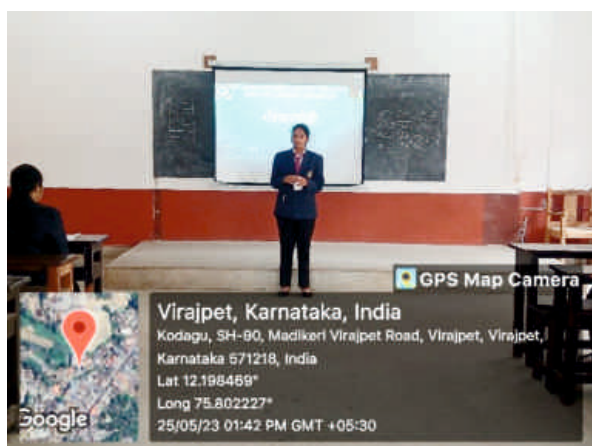 GPS Map Camera
Virajpet, Karnataka, India
Kodagu, SH-90, Madikeri Virajpet Road, Virajpet, Virajpet,
Karnataka 571218, India
Lat 12.198469°
Long 75.802227°
25/05/23 01:42 PM GMT +05:30
Google